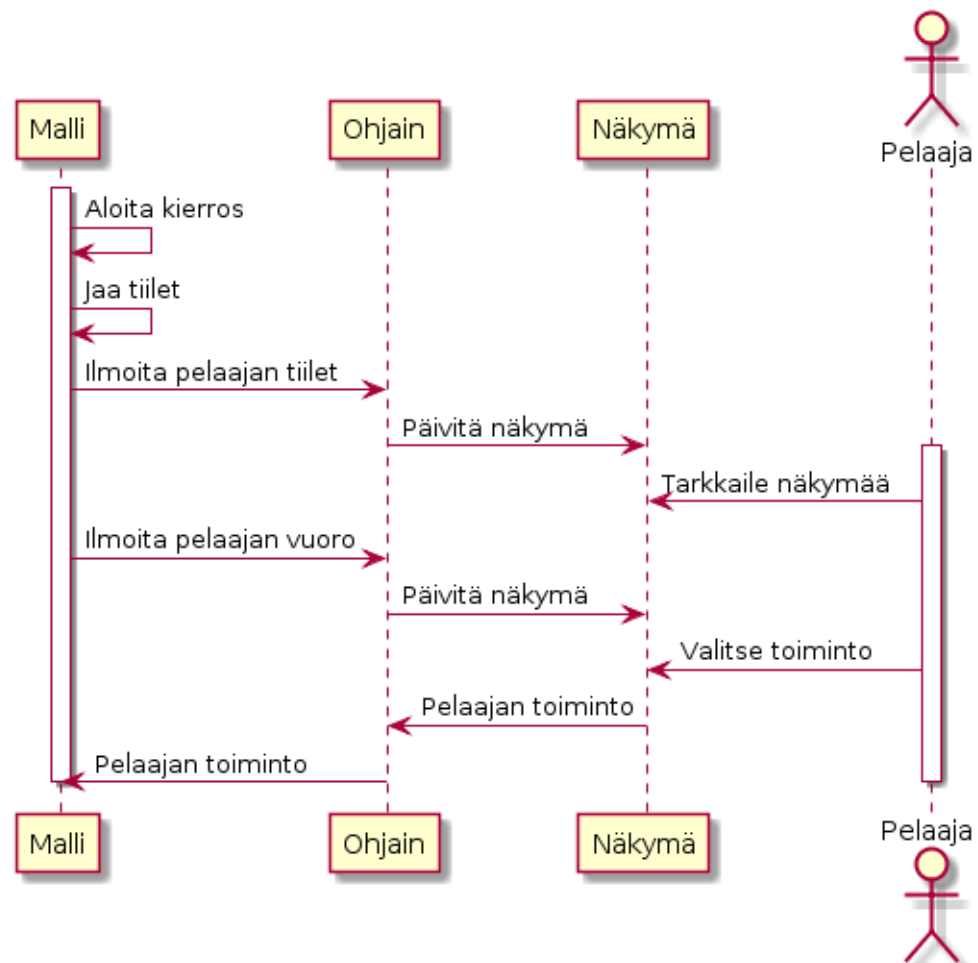 Pelaaja
Malli
Ohjain
Näkymä
Aloita kierros
Jaa tiilet
Ilmoita pelaajan tiilet
Päivitä näkymä
Tarkkaile näkymää
Ilmoita pelaajan vuoro
Päivitä näkymä
Valitse toiminto
Pelaajan toiminto
Pelaajan toiminto
Malli
Ohjain
Näkymä
Pelaaja